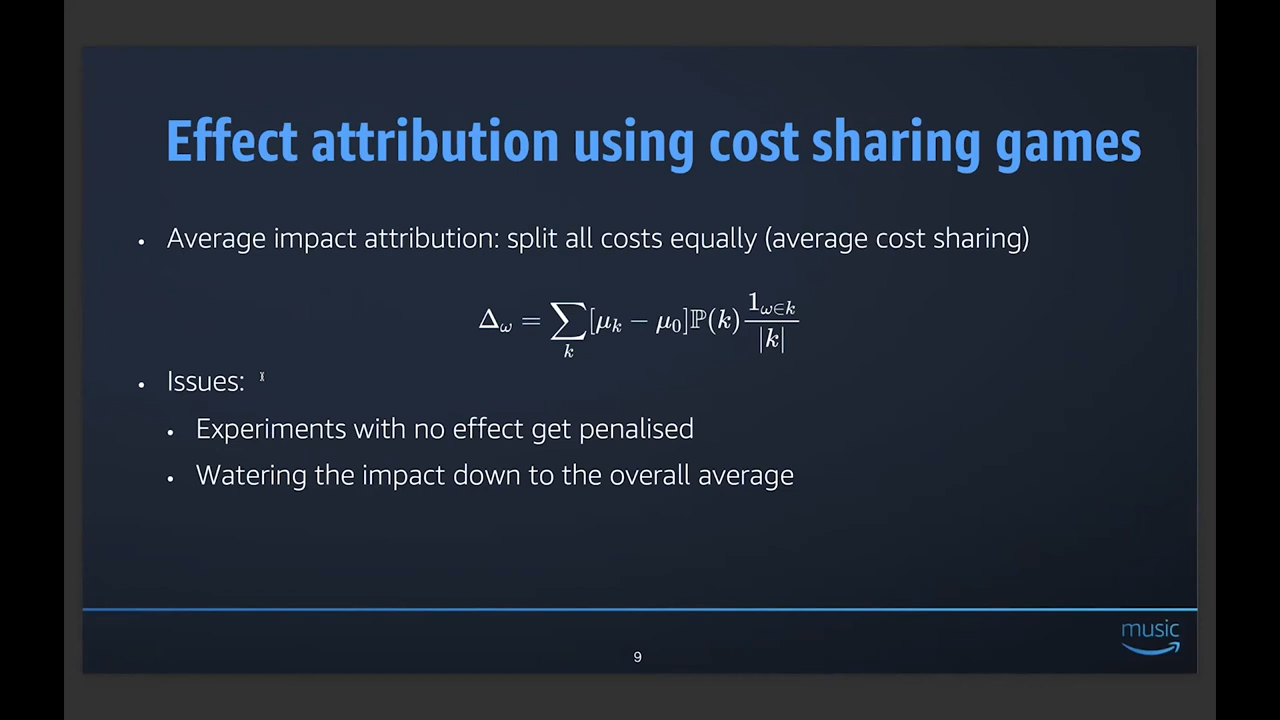 Effect attribution using cost sharing games
• Average impact attribution: split all costs equally (average cost sharing)
Δ_ω = ∑_k [μ_k − μ_0]ℙ(k) 1_{ω∈k} / |k|
• Issues:
• Experiments with no effect get penalised
• Watering the impact down to the overall average
music
9